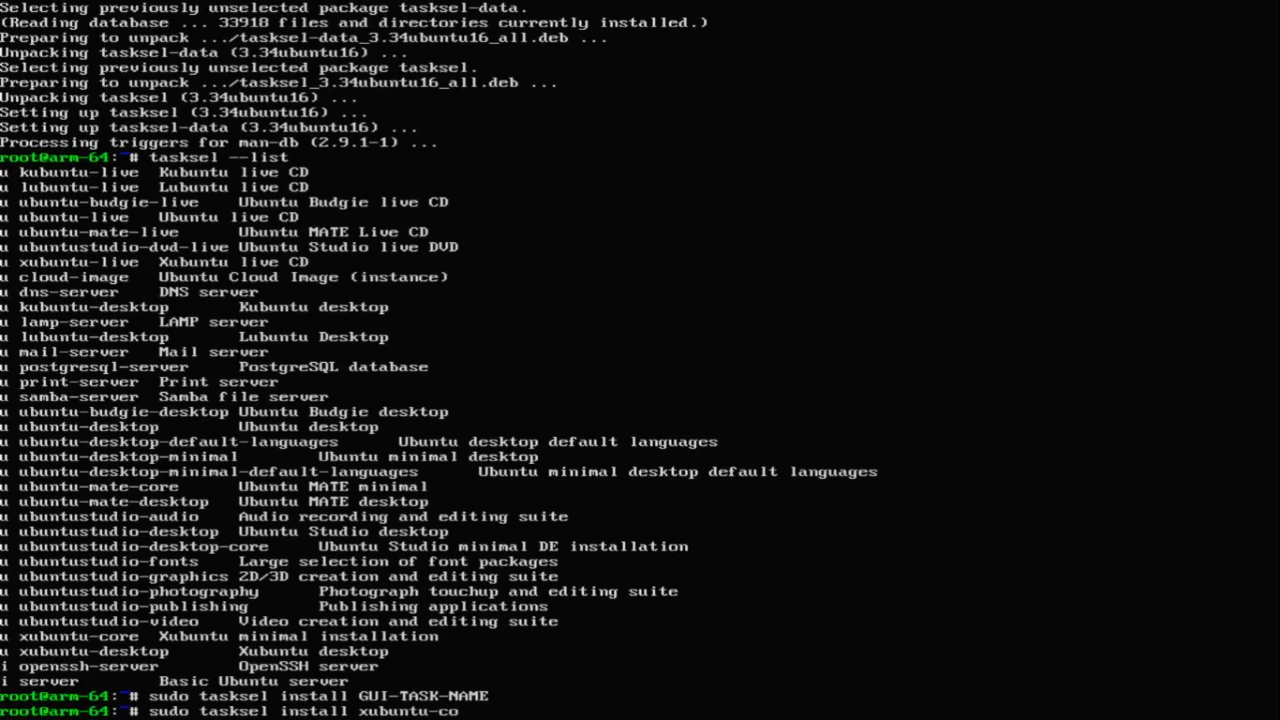 Selecting previously unselected package tasksel-data.
(Reading database ... 33918 files and directories currently installed.)
Preparing to unpack .../tasksel-data_3.34ubuntu16_all.deb ...
Unpacking tasksel-data (3.34ubuntu16) ...
Selecting previously unselected package tasksel.
Preparing to unpack .../tasksel_3.34ubuntu16_all.deb ...
Unpacking tasksel (3.34ubuntu16) ...
Setting up tasksel (3.34ubuntu16) ...
Setting up tasksel-data (3.34ubuntu16) ...
Processing triggers for man-db (2.9.1-1) ...
root@arm-64:~# tasksel --list
u kubuntu-live  Kubuntu live CD
u lubuntu-live  Lubuntu live CD
u ubuntu-budgie-live    Ubuntu Budgie live CD
u ubuntu-live   Ubuntu live CD
u ubuntu-mate-live      Ubuntu MATE Live CD
u ubuntustudio-dvd-live Ubuntu Studio live DVD
u xubuntu-live  Xubuntu live CD
u cloud-image   Ubuntu Cloud Image (instance)
u dns-server    DNS server
u kubuntu-desktop       Kubuntu desktop
u lamp-server   LAMP server
u lubuntu-desktop       Lubuntu Desktop
u mail-server   Mail server
u postgresql-server     PostgreSQL database
u print-server  Print server
u samba-server  Samba file server
u ubuntu-budgie-desktop Ubuntu Budgie desktop
u ubuntu-desktop        Ubuntu desktop
u ubuntu-desktop-default-languages      Ubuntu desktop default languages
u ubuntu-desktop-minimal        Ubuntu minimal desktop
u ubuntu-desktop-minimal-default-languages      Ubuntu minimal desktop default languages
u ubuntu-mate-core      Ubuntu MATE minimal
u ubuntu-mate-desktop   Ubuntu MATE desktop
u ubuntustudio-audio    Audio recording and editing suite
u ubuntustudio-desktop  Ubuntu Studio desktop
u ubuntustudio-desktop-core     Ubuntu Studio minimal DE installation
u ubuntustudio-fonts    Large selection of font packages
u ubuntustudio-graphics 2D/3D creation and editing suite
u ubuntustudio-photography      Photograph touchup and editing suite
u ubuntustudio-publishing       Publishing applications
u ubuntustudio-video    Video creation and editing suite
u xubuntu-core  Xubuntu minimal installation
u xubuntu-desktop       Xubuntu desktop
i openssh-server        OpenSSH server
i server        Basic Ubuntu server
root@arm-64:~# sudo tasksel install GUI-TASK-NAME
root@arm-64:~# sudo tasksel install xubuntu-co